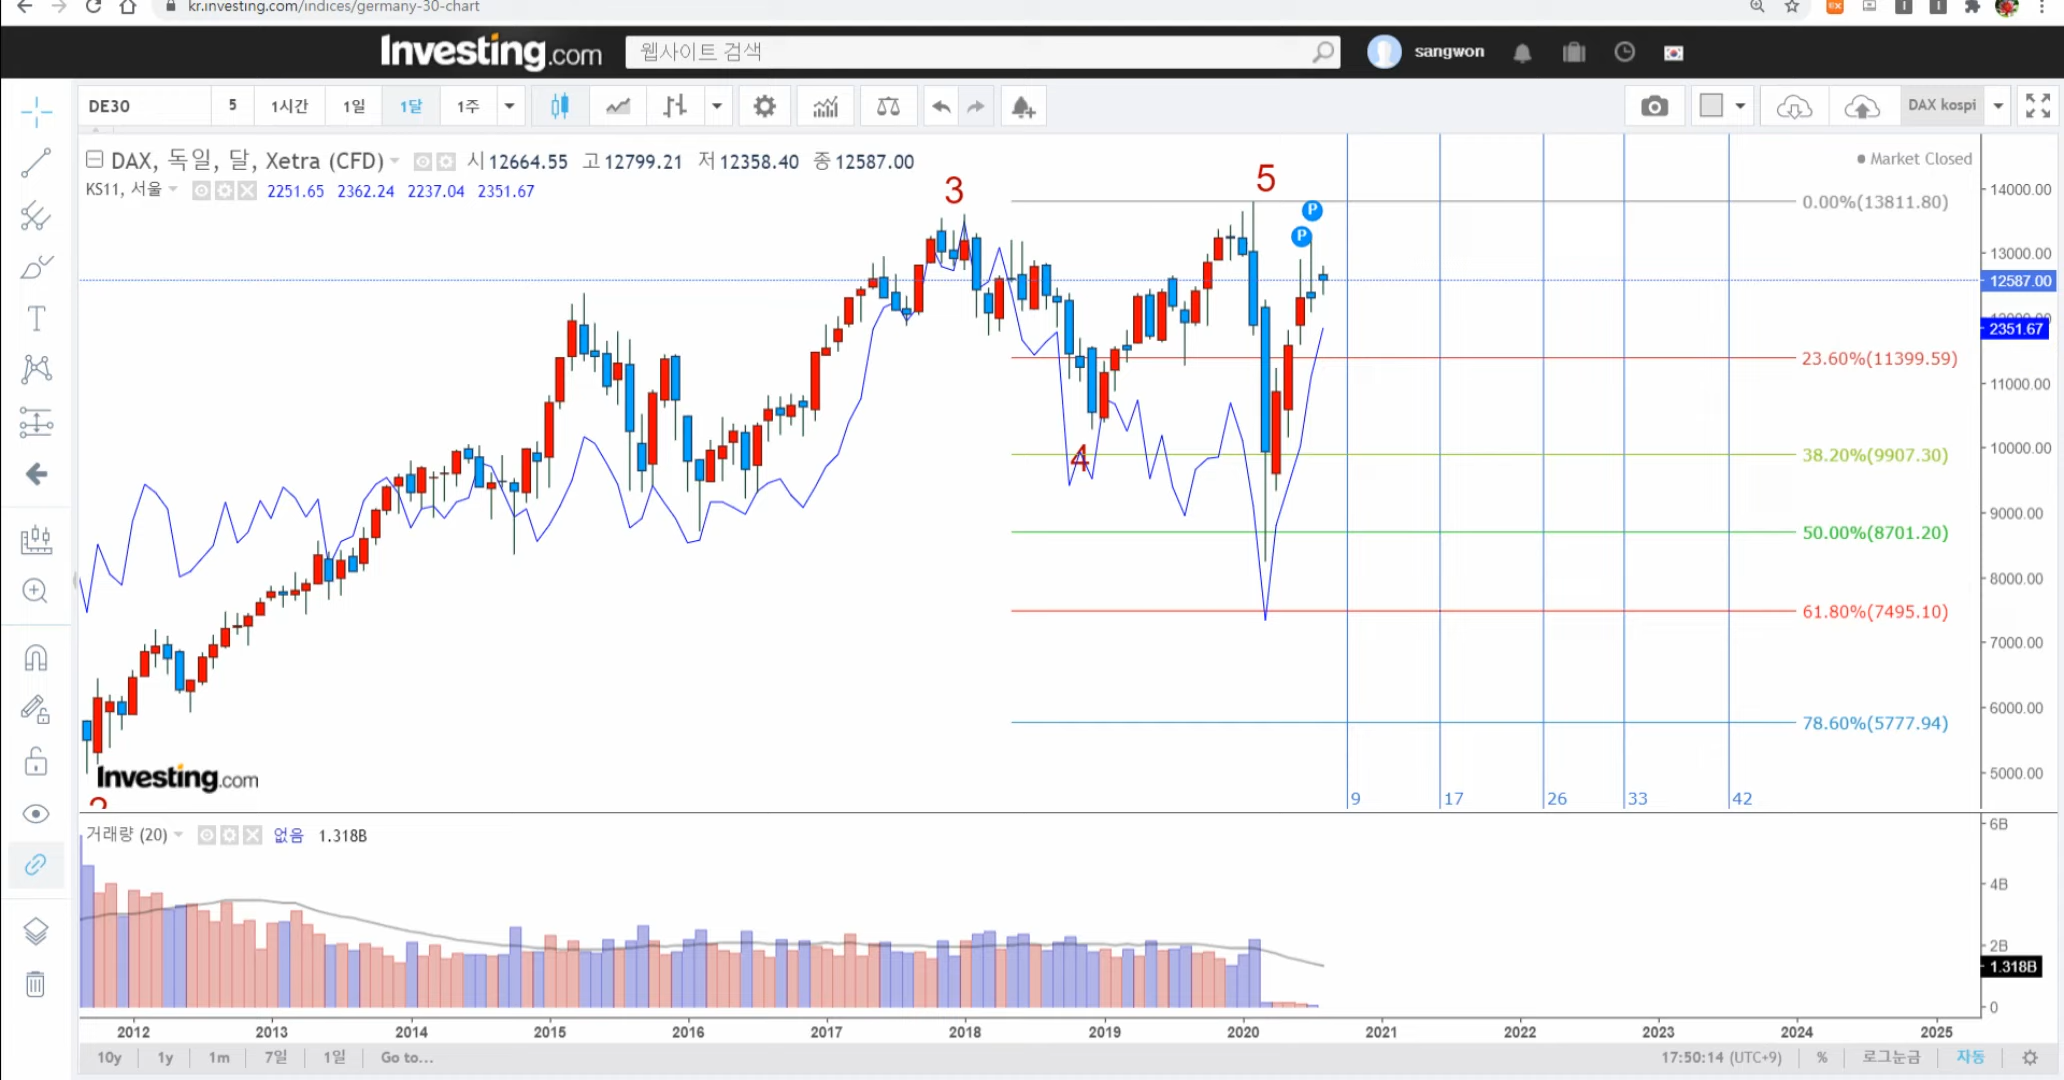 kr.investing.com/indices/germany-30-chart
Investing.com 웹사이트 검색 sangwon
DE30 5 1시간 1일 1달 1주 DAX kospi
DAX, 독일, 달, Xetra (CFD) 시 12664.55 고 12799.21 저 12358.40 종 12587.00
Market Closed
KS11, 서울 2251.65 2362.24 2237.04 2351.67
3
5
14000.00
0.00%(13811.80)
P
P
13000.00
12587.00
2351.67
23.60%(11399.59)
11000.00
4
10000.00
38.20%(9907.30)
9000.00
50.00%(8701.20)
8000.00
61.80%(7495.10)
7000.00
6000.00
78.60%(5777.94)
5000.00
Investing.com
9 17 26 33 42
거래량 (20) 없음 1.318B
6B
4B
2B
1.318B
0
2012 2013 2014 2015 2016 2017 2018 2019 2020 2021 2022 2023 2024 2025
10y 1y 1m 7일 1일 Go to... 17:50:14 (UTC+9) % 로그눈금 자동